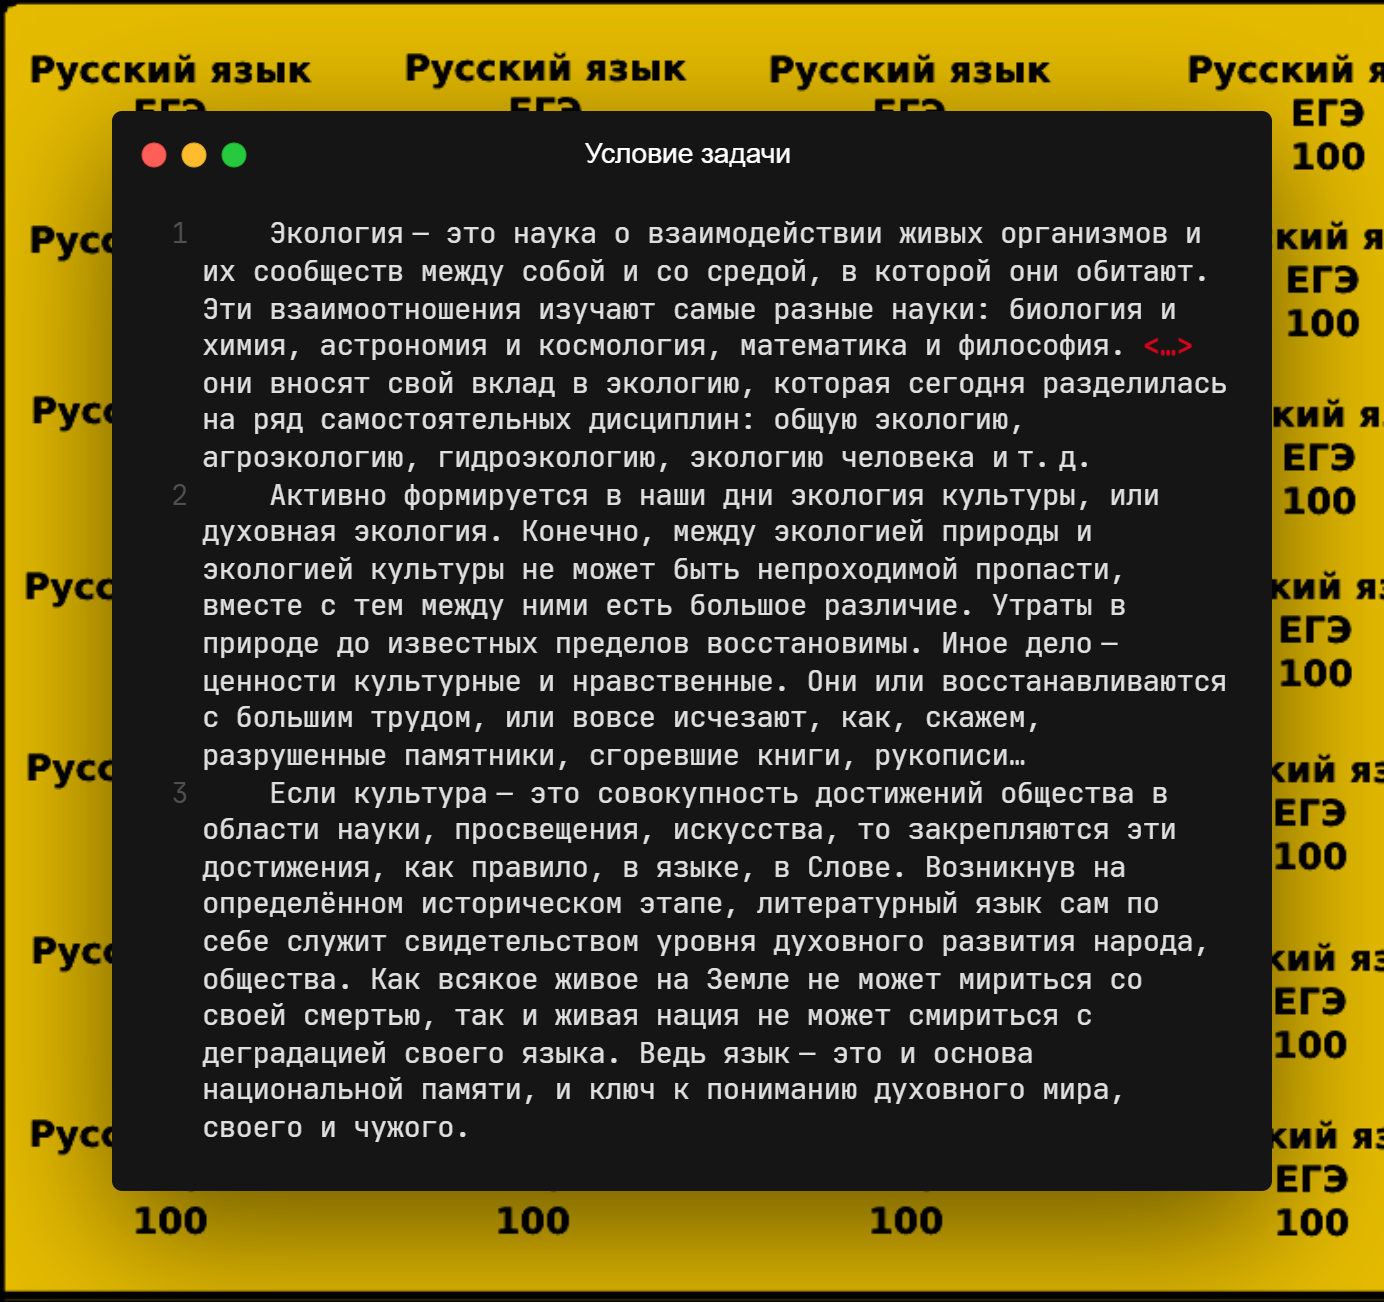 Русский язык Русский язык Русский язык Русский я
ЕГЭ ЕГЭ ЕГЭ ЕГЭ
100
Условие задачи
1 Экология — это наука о взаимодействии живых организмов и
их сообществ между собой и со средой, в которой они обитают.
Эти взаимоотношения изучают самые разные науки: биология и
химия, астрономия и космология, математика и философия. <…>
они вносят свой вклад в экологию, которая сегодня разделилась
на ряд самостоятельных дисциплин: общую экологию,
агроэкологию, гидроэкологию, экологию человека и т. д.
2 Активно формируется в наши дни экология культуры, или
духовная экология. Конечно, между экологией природы и
экологией культуры не может быть непроходимой пропасти,
вместе с тем между ними есть большое различие. Утраты в
природе до известных пределов восстановимы. Иное дело —
ценности культурные и нравственные. Они или восстанавливаются
с большим трудом, или вовсе исчезают, как, скажем,
разрушенные памятники, сгоревшие книги, рукописи…
3 Если культура — это совокупность достижений общества в
области науки, просвещения, искусства, то закрепляются эти
достижения, как правило, в языке, в Слове. Возникнув на
определённом историческом этапе, литературный язык сам по
себе служит свидетельством уровня духовного развития народа,
общества. Как всякое живое на Земле не может мириться со
своей смертью, так и живая нация не может смириться с
деградацией своего языка. Ведь язык — это и основа
национальной памяти, и ключ к пониманию духовного мира,
своего и чужого.
Русс кий я
ЕГЭ
100
Русс кий я
ЕГЭ
100
Русс кий яз
ЕГЭ
100
Русс кий яз
ЕГЭ
100
Русс кий яз
ЕГЭ
100
Русс кий яз
ЕГЭ
100 100 100 100